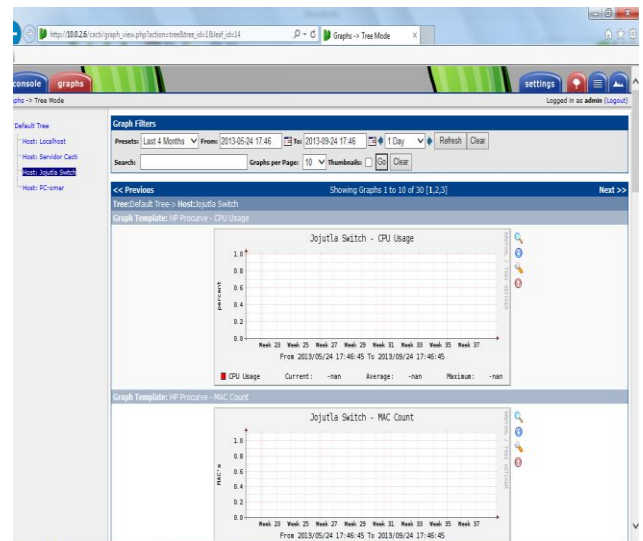 http://10.0.2.6/cacti/graph_view.php?action=tree&tree_id=1&leaf_id=14
Graphs -> Tree Mode
console graphs settings
phs -> Tree Mode Logged in as admin (Logout)
Default Tree
Host: Localhost
Host: Servidor Cacti
Host: Jojutla Switch
Host: PC-omar
Graph Filters
Presets: Last 4 Months From: 2013-05-24 17:46 To: 2013-09-24 17:46 1 Day Refresh Clear
Search: Graphs per Page: 10 Thumbnails: Go Clear
<< Previous Showing Graphs 1 to 10 of 30 [1,2,3] Next >>
Tree:Default Tree-> Host:Jojutla Switch
Graph Template: HP Procurve - CPU Usage
Jojutla Switch - CPU Usage
percent
1.0
0.8
0.6
0.4
0.2
0.0
Week 23 Week 25 Week 27 Week 29 Week 31 Week 33 Week 35 Week 37
From 2013/05/24 17:46:45 To 2013/09/24 17:46:45
CPU Usage Current: -nan Average: -nan Maximum: -nan
Graph Template: HP Procurve - MAC Count
Jojutla Switch - MAC Count
MAC's
1.0
0.8
0.6
0.4
0.2
0.0
Week 23 Week 25 Week 27 Week 29 Week 31 Week 33 Week 35 Week 37
From 2013/05/24 17:46:45 To 2013/09/24 17:46:45